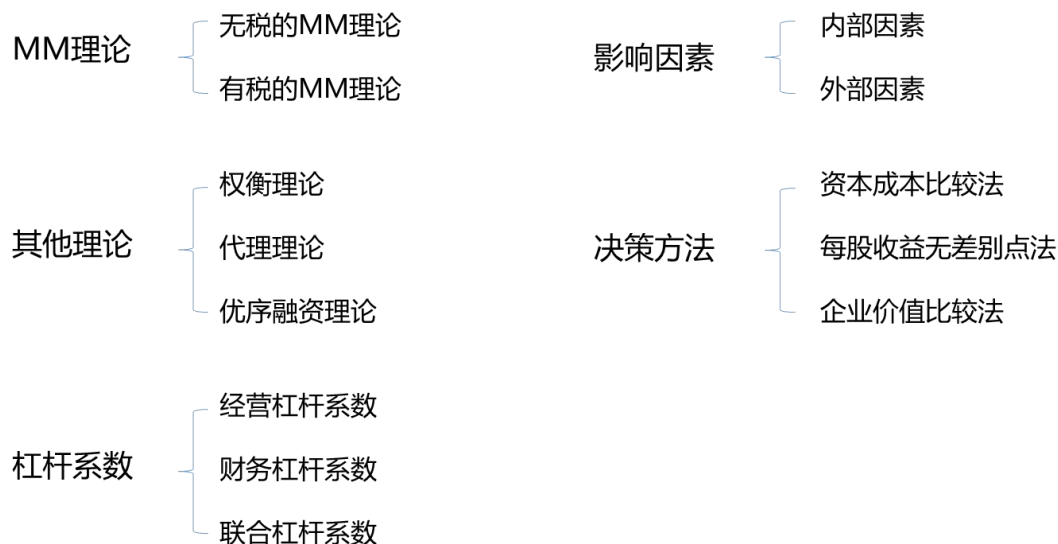 MM理论
无税的MM理论
有税的MM理论
影响因素
内部因素
外部因素
其他理论
权衡理论
代理理论
优序融资理论
决策方法
资本成本比较法
每股收益无差别点法
企业价值比较法
杠杆系数
经营杠杆系数
财务杠杆系数
联合杠杆系数